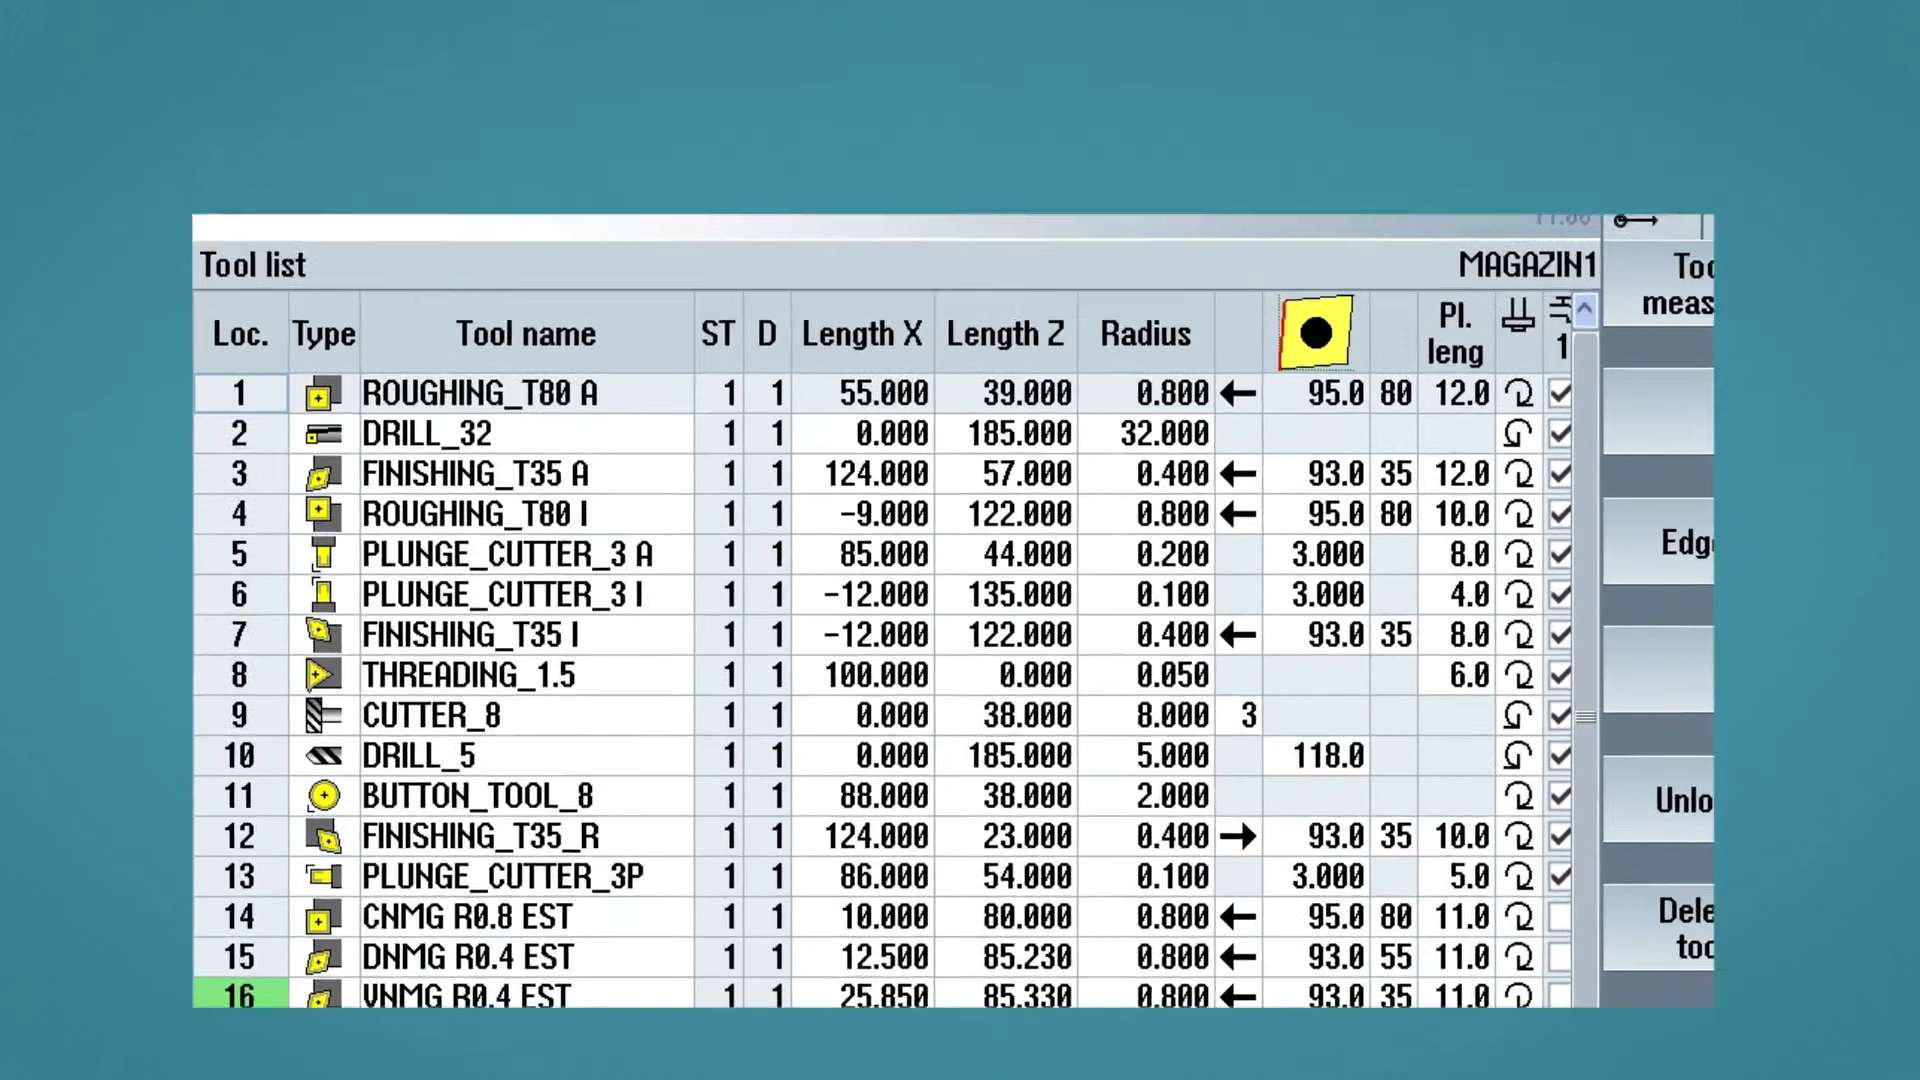 Tool list MAGAZIN1
Loc. Type Tool name ST D Length X Length Z Radius Pl. leng 1
1 ROUGHING_T80 A 1 1 55.000 39.000 0.800 ← 95.0 80 12.0
2 DRILL_32 1 1 0.000 185.000 32.000
3 FINISHING_T35 A 1 1 124.000 57.000 0.400 ← 93.0 35 12.0
4 ROUGHING_T80 I 1 1 -9.000 122.000 0.800 ← 95.0 80 10.0
5 PLUNGE_CUTTER_3 A 1 1 85.000 44.000 0.200 3.000 8.0
6 PLUNGE_CUTTER_3 I 1 1 -12.000 135.000 0.100 3.000 4.0
7 FINISHING_T35 I 1 1 -12.000 122.000 0.400 ← 93.0 35 8.0
8 THREADING_1.5 1 1 100.000 0.000 0.050 6.0
9 CUTTER_8 1 1 0.000 38.000 8.000 3
10 DRILL_5 1 1 0.000 185.000 5.000 118.0
11 BUTTON_TOOL_8 1 1 88.000 38.000 2.000
12 FINISHING_T35_R 1 1 124.000 23.000 0.400 → 93.0 35 10.0
13 PLUNGE_CUTTER_3P 1 1 86.000 54.000 0.100 3.000 5.0
14 CNMG R0.8 EST 1 1 10.000 80.000 0.800 ← 95.0 80 11.0
15 DNMG R0.4 EST 1 1 12.500 85.230 0.800 ← 93.0 55 11.0
16 VNMG R0.4 EST 1 1 25.850 85.330 0.800 ← 93.0 35 11.0
Too
meas
Edg
Unlo
Dele
too